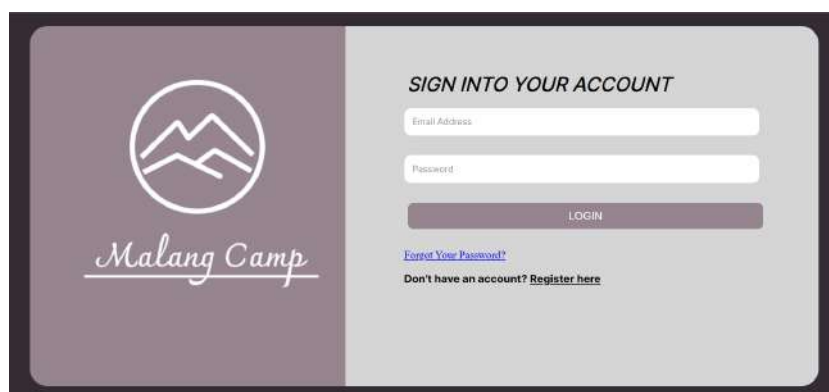 Malang Camp
SIGN INTO YOUR ACCOUNT
Email Address
Password
LOGIN
Forgot Your Password?
Don't have an account? Register here